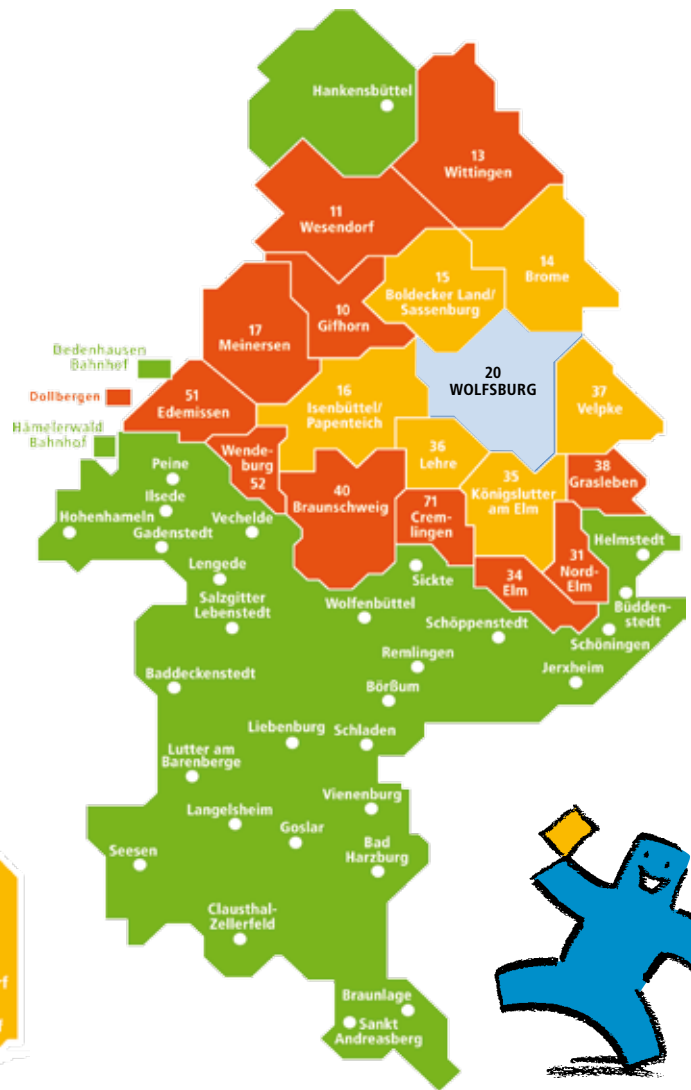 Hankensbüttel
13
Wittingen
11
Wesendorf
14
Brome
15
Boldecker Land/
Sassenburg
10
Gifhorn
17
Meinersen
20
WOLFSBURG
Dedenhausen
Bahnhof
Dollbergen
Hämelerwald
Bahnhof
51
Edemissen
16
Isenbüttel/
Papenteich
37
Velpke
36
Lehre
Wende-
burg
52
40
Braunschweig
35
Königslutter
am Elm
38
Grasleben
71
Crem-
lingen
31
Nord-
Elm
34
Elm
Peine
Ilsede
Hohenhameln
Gadenstedt
Vechelde
Lengede
Salzgitter
Lebenstedt
Sickte
Wolfenbüttel
Helmstedt
Büdden-
stedt
Schöppenstedt
Schöningen
Remlingen
Jerxheim
Baddeckenstedt
Börßum
Liebenburg
Schladen
Lutter am
Barenberge
Vienenburg
Langelsheim
Goslar
Bad
Harzburg
Seesen
Clausthal-
Zellerfeld
Braunlage
Sankt
Andreasberg